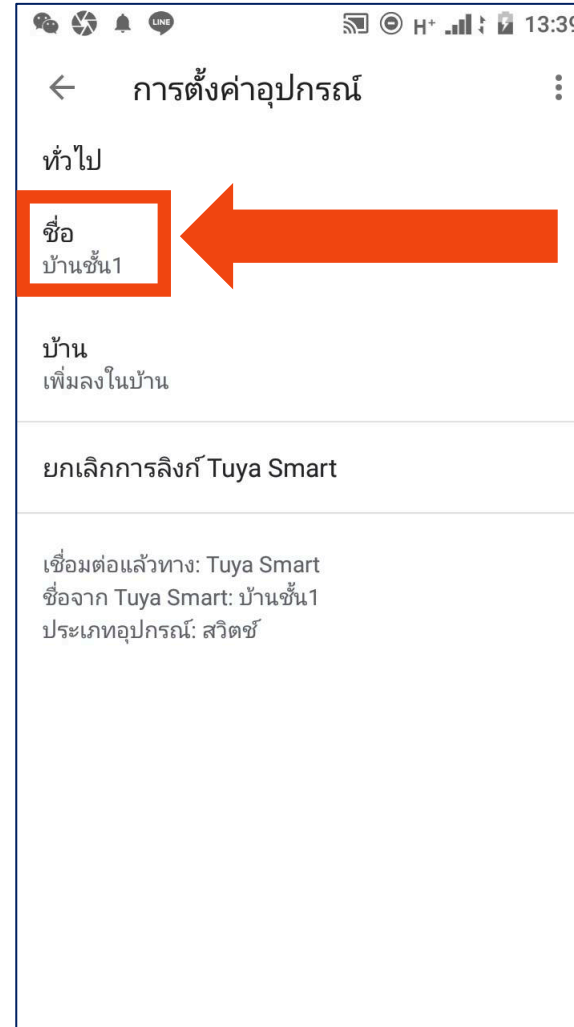 LINE H+ 13:39
การตั้งค่าอุปกรณ์
ทั่วไป
ชื่อ
บ้านชั้น1
บ้าน
เพิ่มลงในบ้าน
ยกเลิกการลิงก์ Tuya Smart
เชื่อมต่อแล้วทาง: Tuya Smart
ชื่อจาก Tuya Smart: บ้านชั้น1
ประเภทอุปกรณ์: สวิตช์